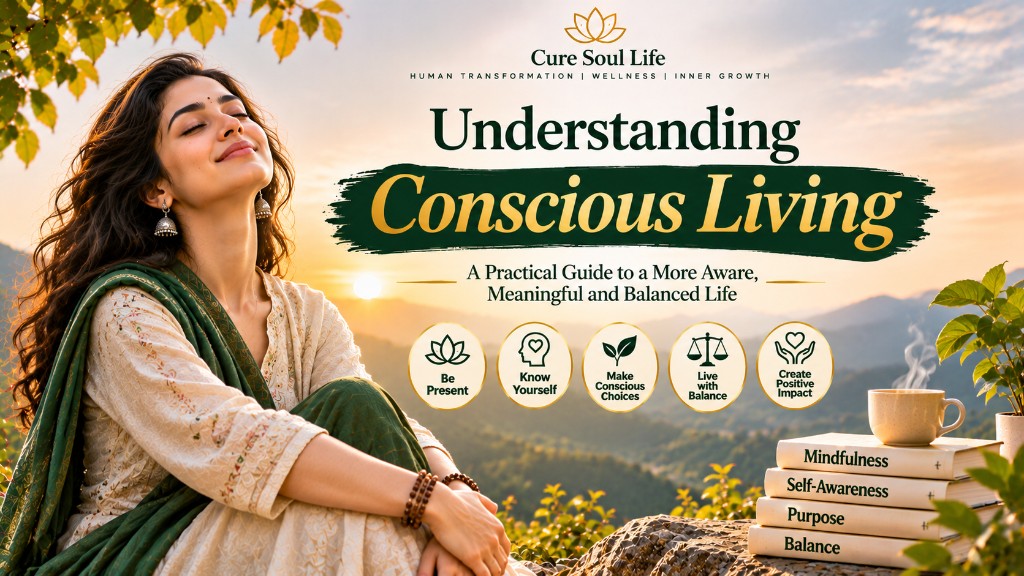 Cure Soul Life
HUMAN TRANSFORMATION | WELLNESS | INNER GROWTH
Understanding
Conscious Living
A Practical Guide to a More Aware,
Meaningful and Balanced Life
Be
Present
Know
Yourself
Make
Conscious
Choices
Live
with
Balance
Create
Positive
Impact
Mindfulness
Self-Awareness
Purpose
Balance